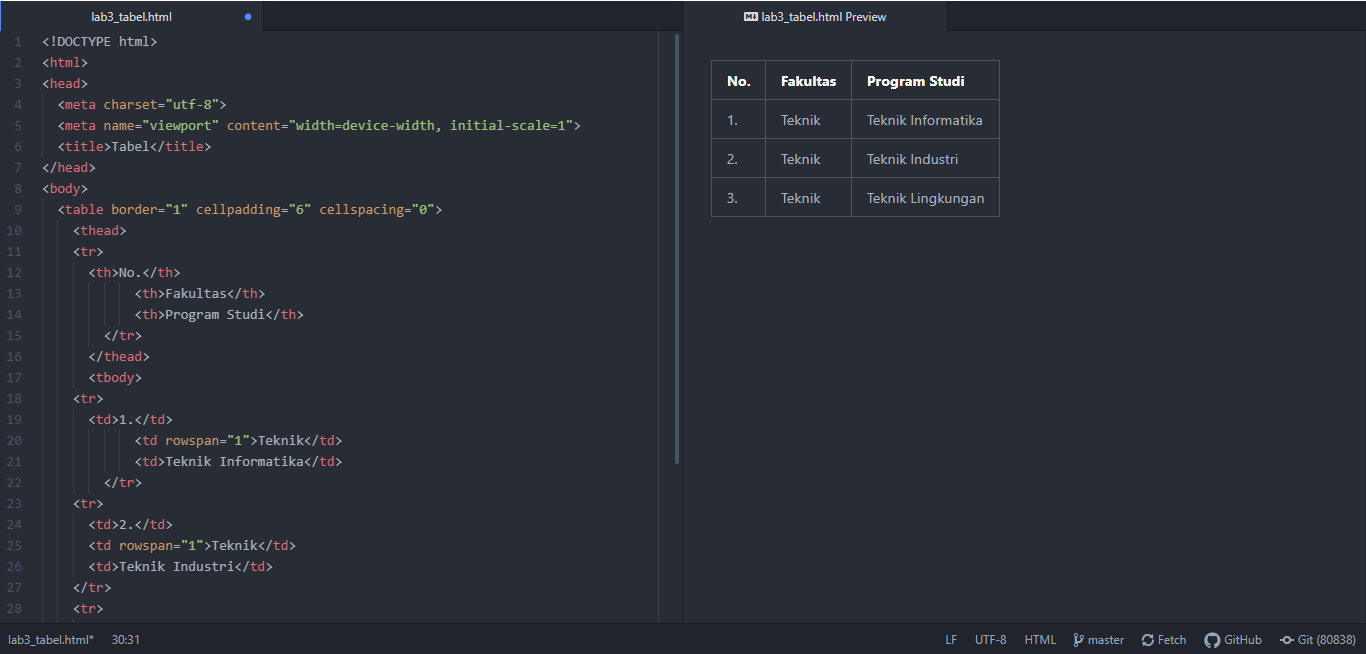 lab3_tabel.html
lab3_tabel.html Preview
1 <!DOCTYPE html>
2 <html>
3 <head>
4 <meta charset="utf-8">
5 <meta name="viewport" content="width=device-width, initial-scale=1">
6 <title>Tabel</title>
7 </head>
8 <body>
9 <table border="1" cellpadding="6" cellspacing="0">
10 <thead>
11 <tr>
12 <th>No.</th>
13 <th>Fakultas</th>
14 <th>Program Studi</th>
15 </tr>
16 </thead>
17 <tbody>
18 <tr>
19 <td>1.</td>
20 <td rowspan="1">Teknik</td>
21 <td>Teknik Informatika</td>
22 </tr>
23 <tr>
24 <td>2.</td>
25 <td rowspan="1">Teknik</td>
26 <td>Teknik Industri</td>
27 </tr>
28 <tr>
No. Fakultas Program Studi
1. Teknik Teknik Informatika
2. Teknik Teknik Industri
3. Teknik Teknik Lingkungan
lab3_tabel.html* 30:31 LF UTF-8 HTML master Fetch GitHub Git (80838)